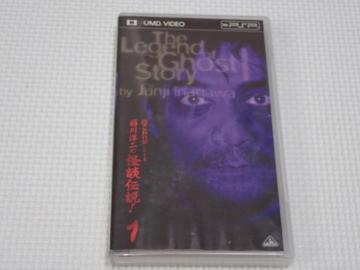 UMD VIDEO
PSP
The
Legend of
Ghost
Story
by Junji Inagawa
稲川淳二の怪談伝説!
1